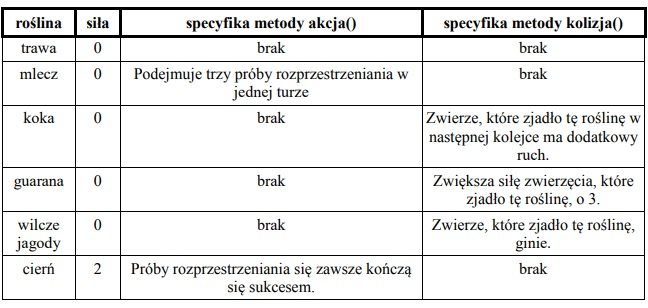 roślina siła specyfika metody akcja() specyfika metody kolizja()
trawa 0 brak brak
mlecz 0 Podejmuje trzy próby rozprzestrzeniania w brak
jednej turze
koka 0 brak Zwierze, które zjadło tę roślinę w
następnej kolejce ma dodatkowy
ruch.
guarana 0 brak Zwiększa siłę zwierzęcia, które
zjadło tę roślinę, o 3.
wilcze 0 brak Zwierze, które zjadło tę roślinę,
jagody ginie.
cierń 2 Próby rozprzestrzeniania się zawsze kończą brak
się sukcesem.